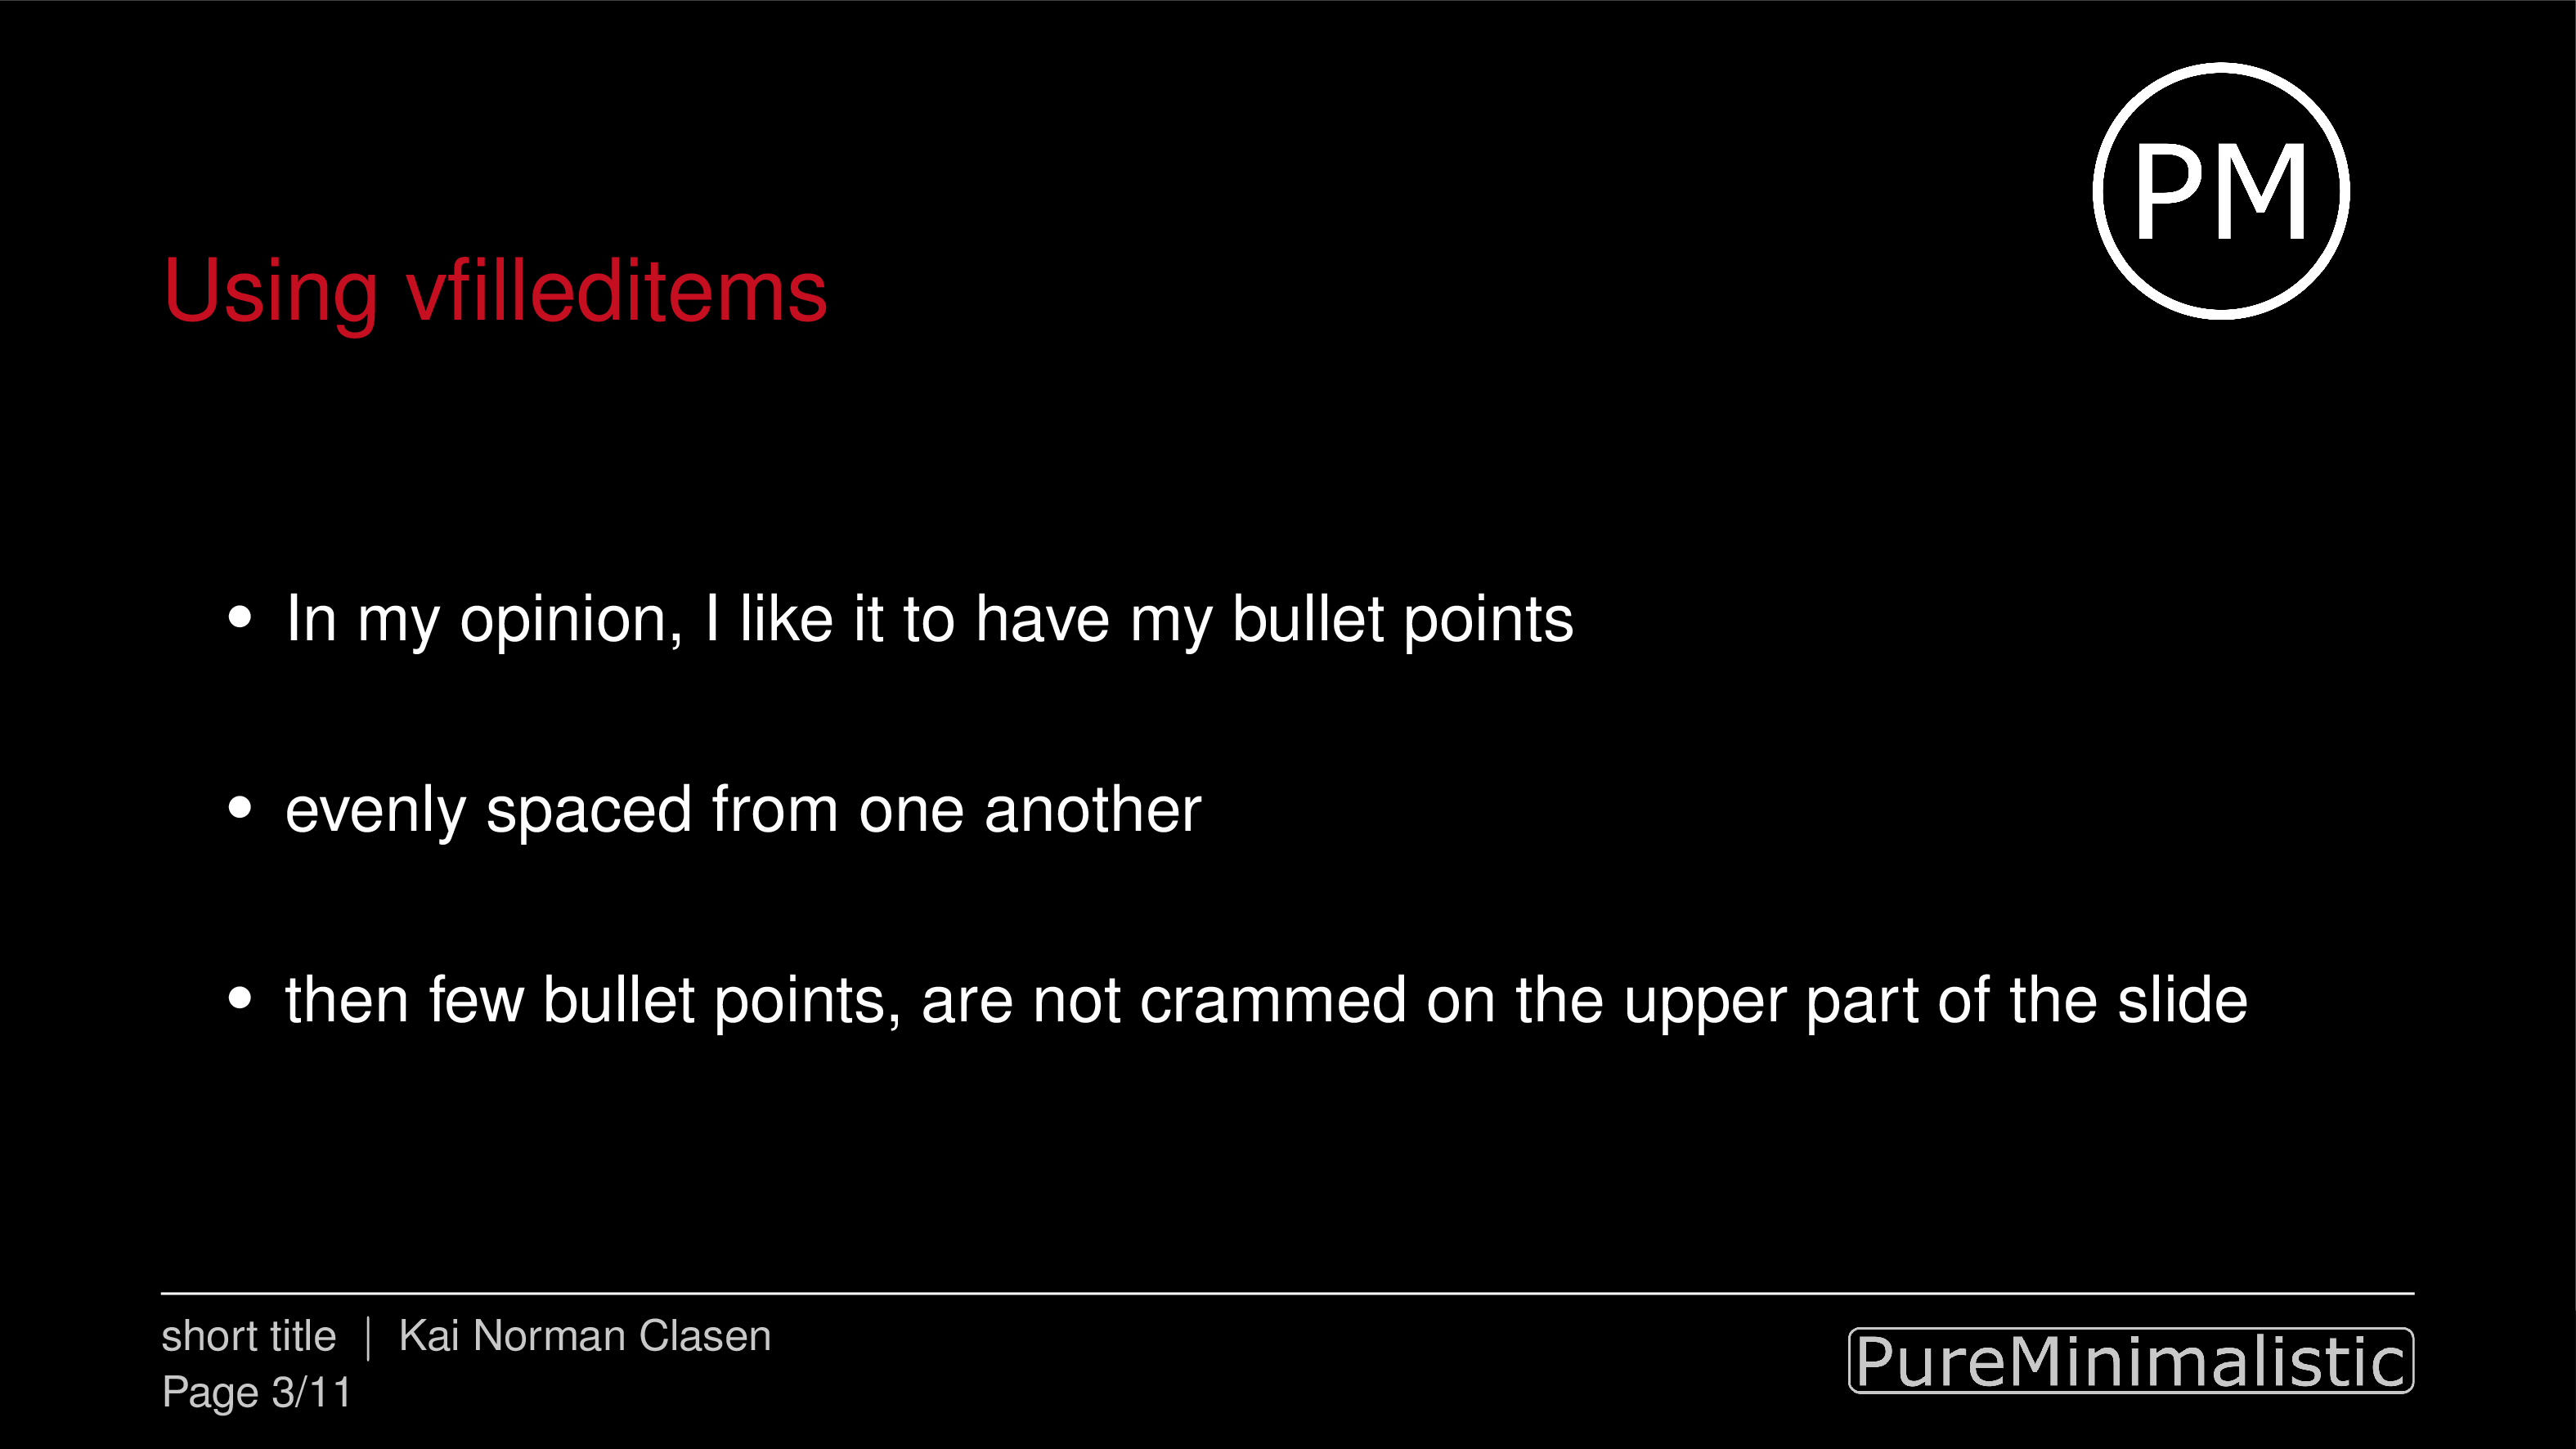 PM
Using vfilleditems
• In my opinion, I like it to have my bullet points
• evenly spaced from one another
• then few bullet points, are not crammed on the upper part of the slide
short title | Kai Norman Clasen
Page 3/11
PureMinimalistic